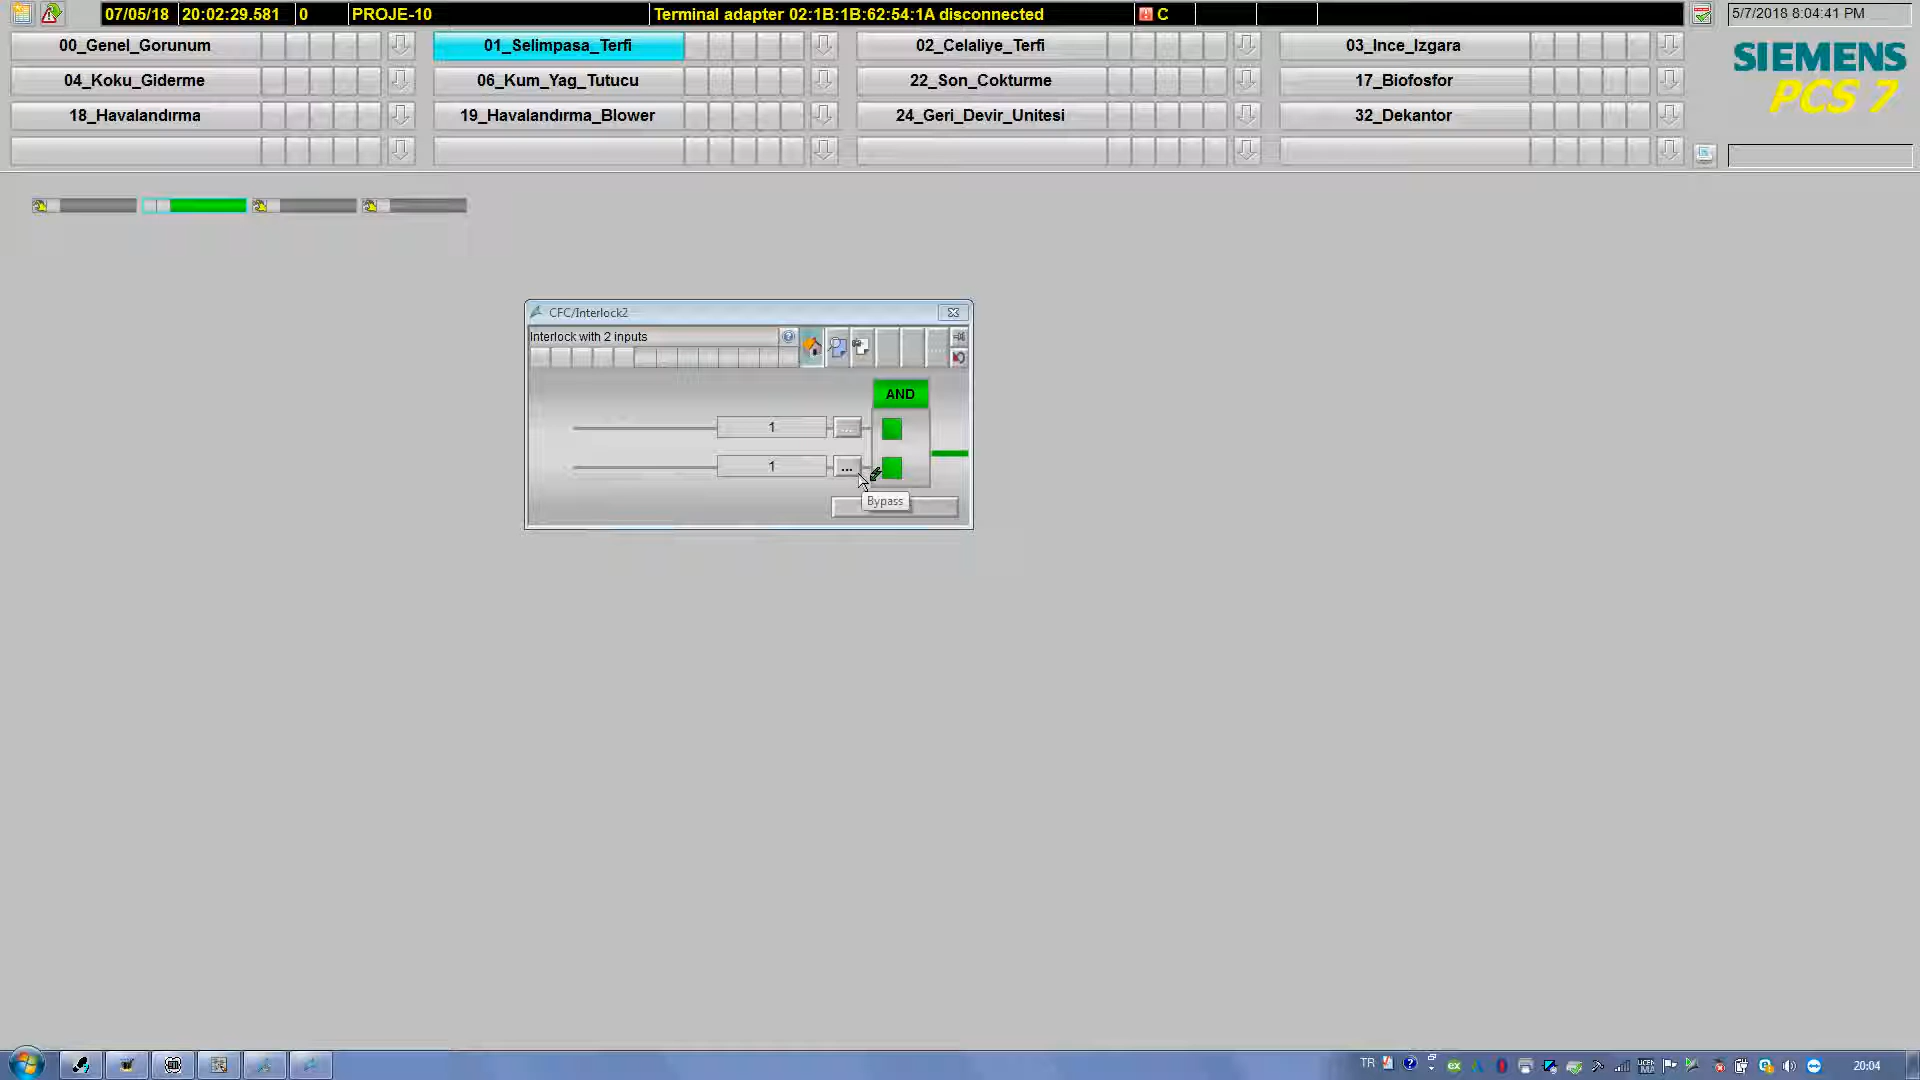 07/05/18 20:02:29.581 0 PROJE-10 Terminal adapter 02:1B:1B:62:54:1A disconnected C 5/7/2018 8:04:41 PM
00_Genel_Gorunum 01_Selimpasa_Terfi 02_Celaliye_Terfi 03_Ince_Izgara
SIEMENS
04_Koku_Giderme 06_Kum_Yag_Tutucu 22_Son_Cokturme 17_Biofosfor
PCS 7
18_Havalandırma 19_Havalandırma_Blower 24_Geri_Devir_Unitesi 32_Dekantor
CFC/Interlock2
Interlock with 2 inputs
AND
1 ...
1 ...
Bypass
TR 20:04